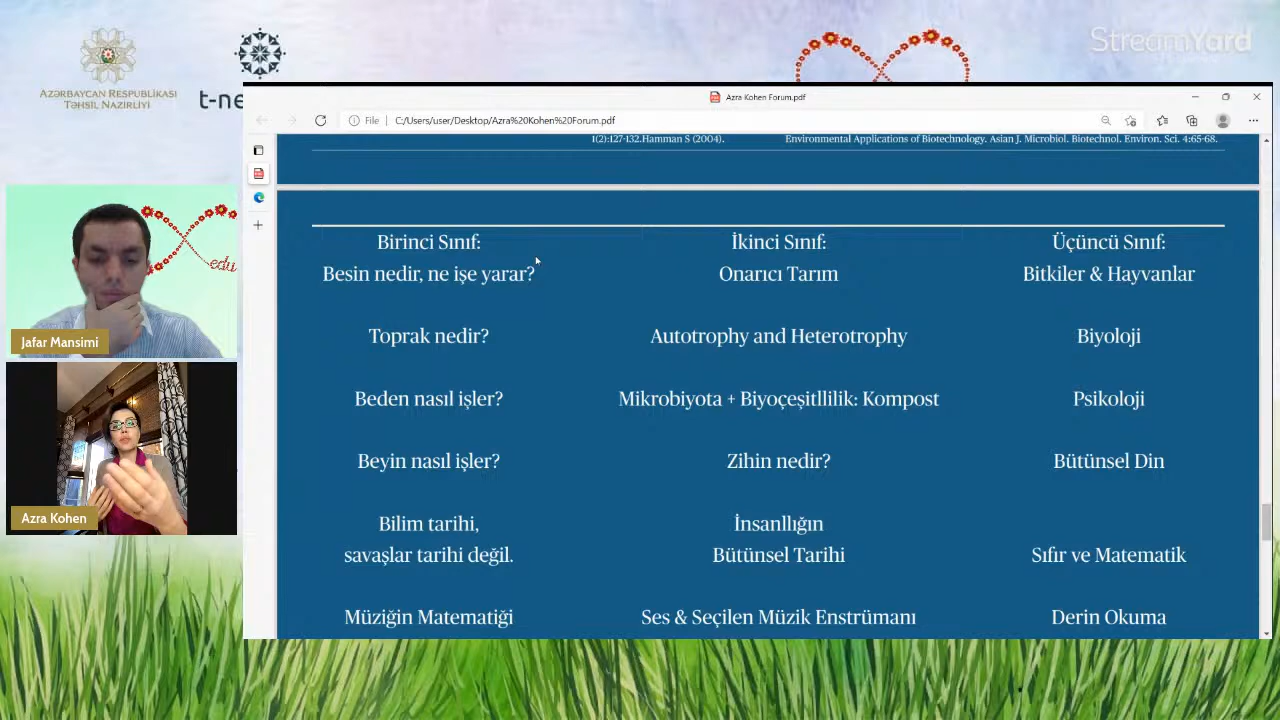 StreamYard
AZƏRBAYCAN RESPUBLİKASI
TƏHSİL NAZİRLİYİ
t-ne
Azra Kohen Forum.pdf
File
C:/Users/user/Desktop/Azra%20Kohen%20Forum.pdf
1(2):127-132.Hamman S (2004). Environmental Applications of Biotechnology. Asian J. Microbiol. Biotechnol. Environ. Sci. 4:65-68.
Birinci Sınıf: İkinci Sınıf: Üçüncü Sınıf:
Besin nedir, ne işe yarar? Onarıcı Tarım Bitkiler & Hayvanlar
Toprak nedir? Autotrophy and Heterotrophy Biyoloji
Beden nasıl işler? Mikrobiyota + Biyoçeşitllilik: Kompost Psikoloji
Beyin nasıl işler? Zihin nedir? Bütünsel Din
Bilim tarihi, İnsanllığın
savaşlar tarihi değil. Bütünsel Tarihi Sıfır ve Matematik
Müziğin Matematiği Ses & Seçilen Müzik Enstrümanı Derin Okuma
edu
Jafar Mansimi
Azra Kohen